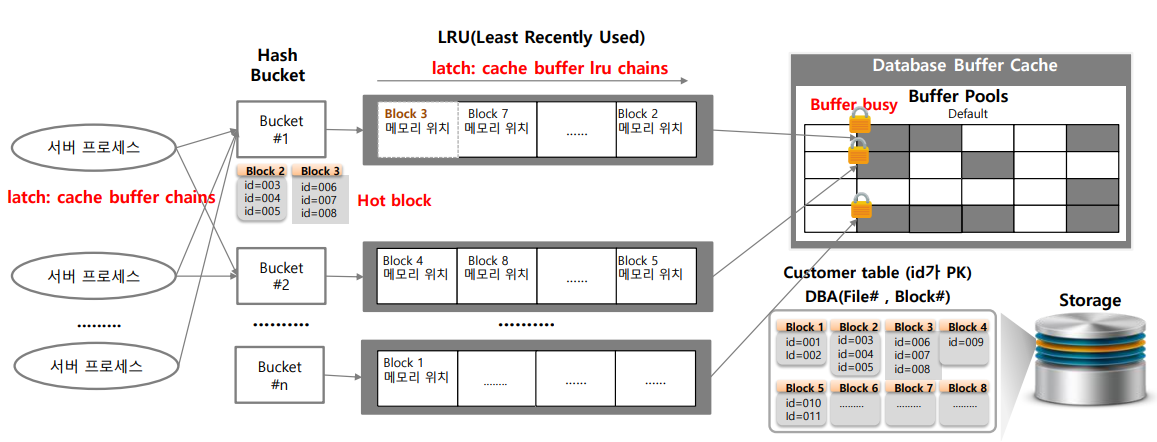 LRU(Least Recently Used)
latch: cache buffer lru chains
Hash
Bucket
Database Buffer Cache
Buffer Pools
Default
Buffer busy
서버 프로세스
Bucket
#1
Block 3
메모리 위치
Block 7
메모리 위치
......
Block 2
메모리 위치
latch: cache buffer chains
Block 2
id=003
id=004
id=005
Block 3
id=006
id=007
id=008
Hot block
서버 프로세스
Bucket
#2
Block 4
메모리 위치
Block 8
메모리 위치
......
Block 5
메모리 위치
.........
..........
..........
서버 프로세스
Bucket
#n
Block 1
메모리 위치
........
......
......
Customer table (id가 PK)
DBA(File# , Block#)
Block 1
id=001
Id=002
Block 2
id=003
id=004
id=005
Block 3
id=006
id=007
id=008
Block 4
id=009
Block 5
id=010
Id=011
Block 6
.........
Block 7
.........
Block 8
.........
Storage